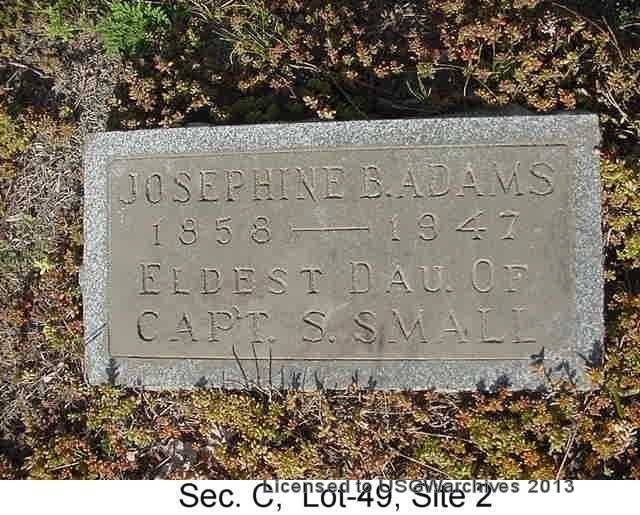 JOSEPHINE B. ADAMS
1858 — 1947
ELDEST DAU. OF
CAPT. S. SMALL
Licensed to USGWarchives 2013
Sec. C, Lot-49, Site 2